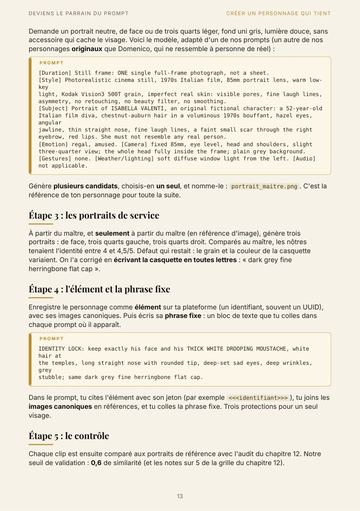 DEVIENS LE PARRAIN DU PROMPT
CRÉER UN PERSONNAGE QUI TIENT
Demande un portrait neutre, de face ou de trois quarts léger, fond uni gris, lumière douce, sans
accessoire qui cache le visage. Voici le modèle, adapté d'un de nos prompts (un autre de nos
personnages originaux que Domenico, qui ne ressemble à personne de réel) :
PROMPT
[Duration] Still frame: ONE single full-frame photograph, not a sheet.
[Style] Photorealistic cinema still, 1970s Italian film, 85mm portrait lens, warm low-
key
light, Kodak Vision3 500T grain, imperfect real skin: visible pores, fine laugh lines,
asymmetry, no retouching, no beauty filter, no smoothing.
[Subject] Portrait of ISABELLA VALENTI, an original fictional character: a 52-year-old
Italian film diva, chestnut-auburn hair in a voluminous 1970s bouffant, hazel eyes,
angular
jawline, thin straight nose, fine laugh lines, a faint small scar through the right
eyebrow, red lips. She must not resemble any real person.
[Emotion] regal, amused. [Camera] fixed 85mm, eye level, head and shoulders, slight
three-quarter view; the whole head fully inside the frame; plain grey background.
[Gestures] none. [Weather/lighting] soft diffuse window light from the left. [Audio]
not applicable.
Génère plusieurs candidats, choisis-en un seul, et nomme-le : portrait_maitre.png. C'est la
référence de ton personnage pour toute la suite.
Étape 3 : les portraits de service
À partir du maître, et seulement à partir du maître (en référence d'image), génère trois
portraits : de face, trois quarts gauche, trois quarts droit. Comparés au maître, les nôtres
tenaient l'identité entre 4 et 4,5/5. Défaut qui restait : le grain et la couleur de la casquette
variaient. On l'a corrigé en écrivant la casquette en toutes lettres : « dark grey fine
herringbone flat cap ».
Étape 4 : l'élément et la phrase fixe
Enregistre le personnage comme élément sur ta plateforme (un identifiant, souvent un UUID),
avec ses images canoniques. Puis écris sa phrase fixe : un bloc de texte que tu colles dans
chaque prompt où il apparaît.
PROMPT
IDENTITY LOCK: keep exactly his face and his THICK WHITE DROOPING MOUSTACHE, white
hair at
the temples, long straight nose with rounded tip, deep-set sad eyes, deep wrinkles,
grey
stubble; same dark grey fine herringbone flat cap.
Dans le prompt, tu cites l'élément avec son jeton (par exemple <<<identifiant>>>), tu joins les
images canoniques en références, et tu colles la phrase fixe. Trois protections pour un seul
visage.
Étape 5 : le contrôle
Chaque clip est ensuite comparé aux portraits de référence avec l'audit du chapitre 12. Notre
seuil de validation : 0,6 de similarité (et les notes sur 5 de la grille du chapitre 12).
13